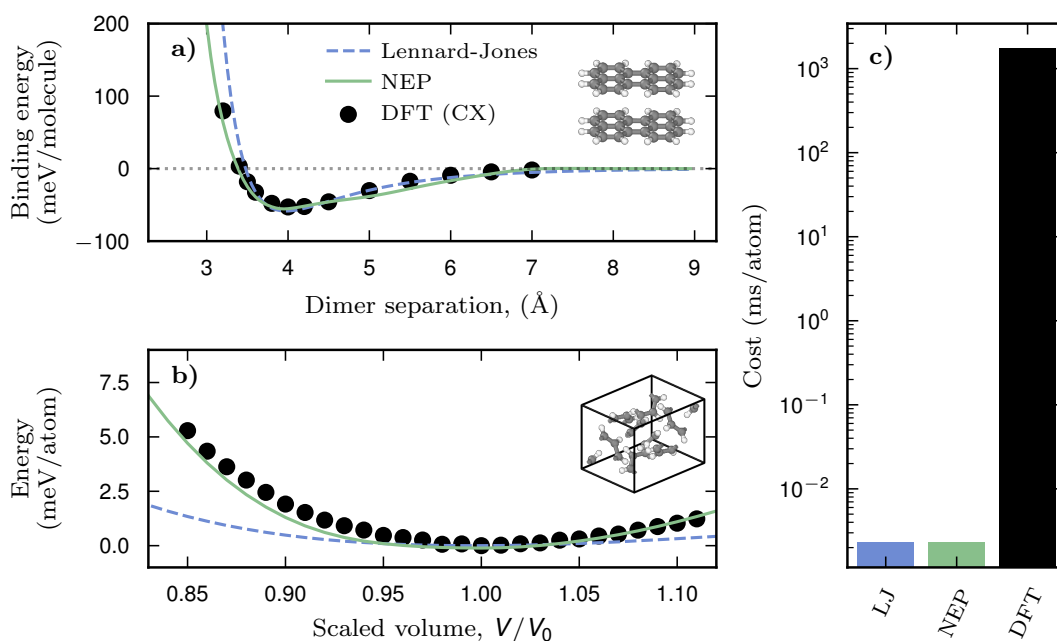 a)
Binding energy
(meV/molecule)
200
100
0
−100
Lennard-Jones
NEP
DFT (CX)
3 4 5 6 7 8 9
Dimer separation, (Å)
b)
Energy
(meV/atom)
7.5
5.0
2.5
0.0
0.85 0.90 0.95 1.00 1.05 1.10
Scaled volume, V/V₀
c)
Cost (ms/atom)
10³
10²
10¹
10⁰
10⁻¹
10⁻²
LJ NEP DFT